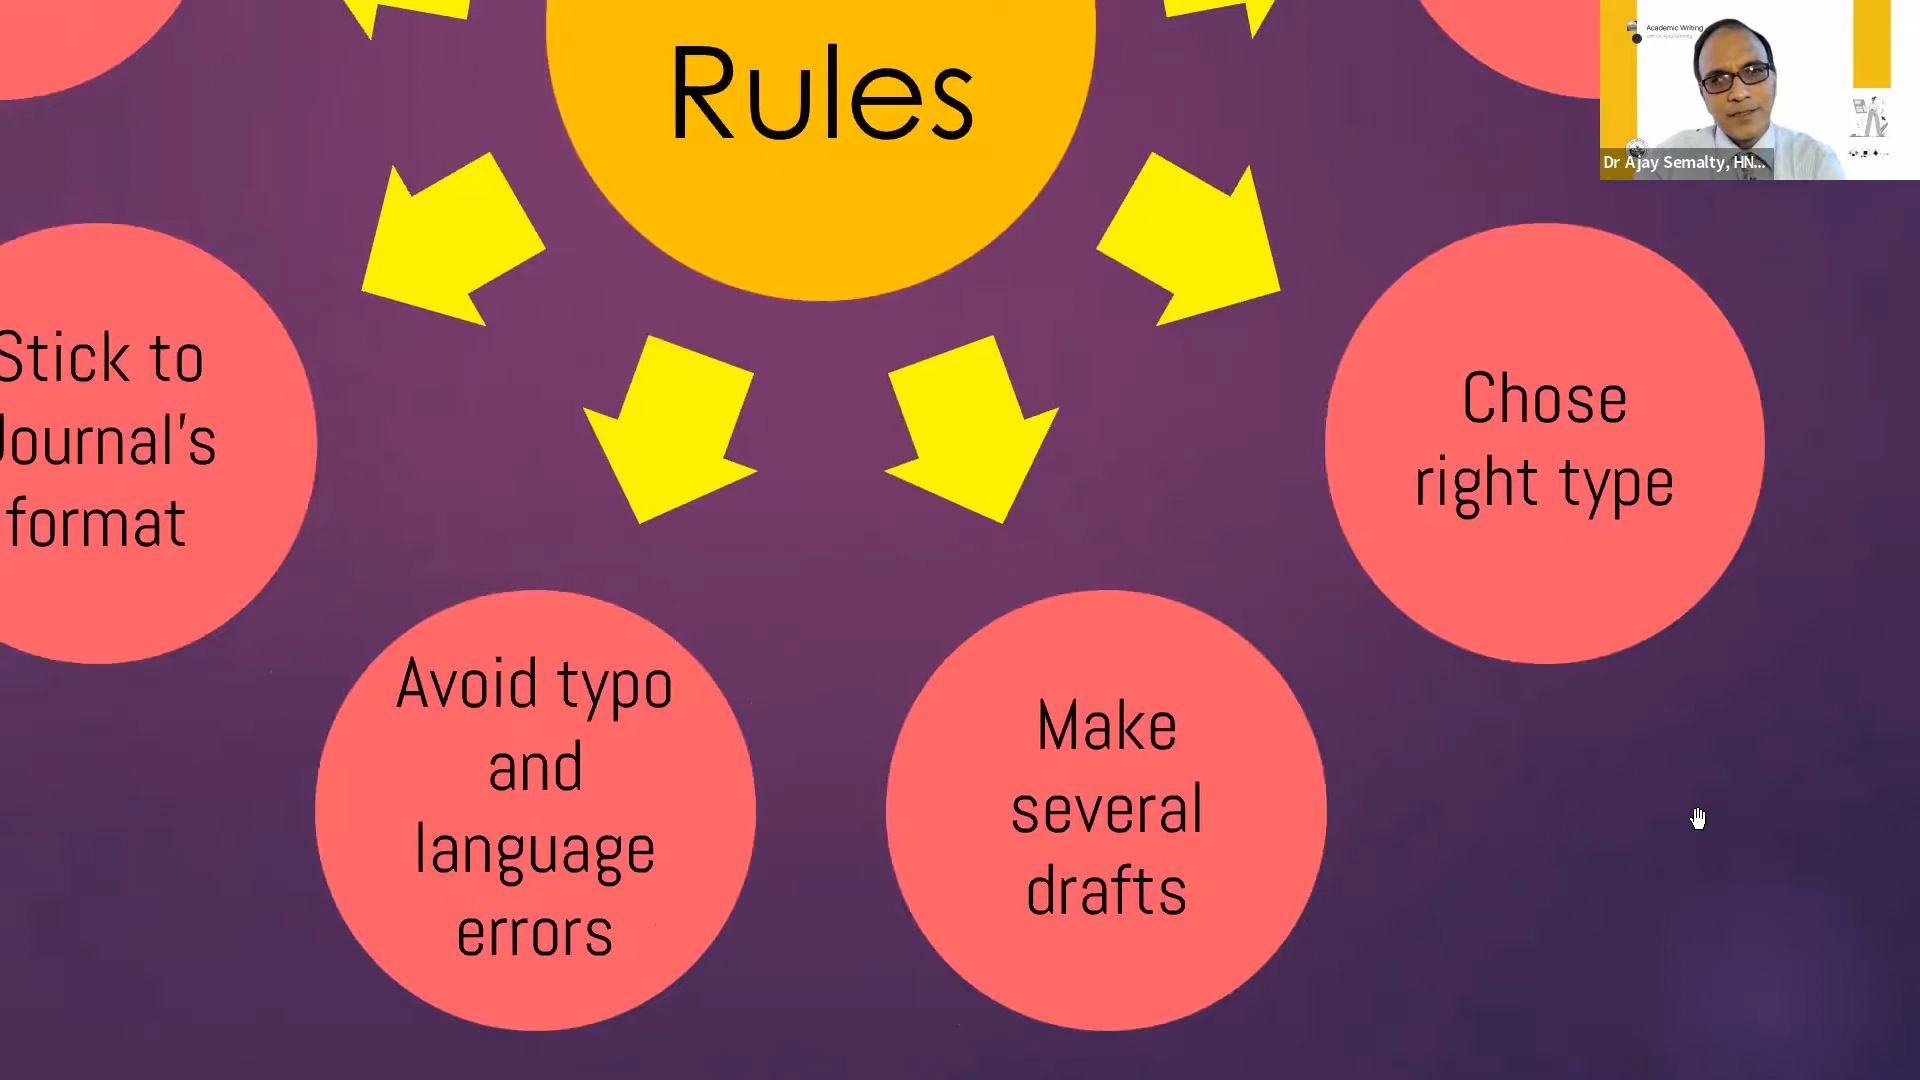 Rules
Academic Writing
Dr Ajay Semalty, HN...
Stick to
Journal's
format
Chose
right type
Avoid typo
and
language
errors
Make
several
drafts